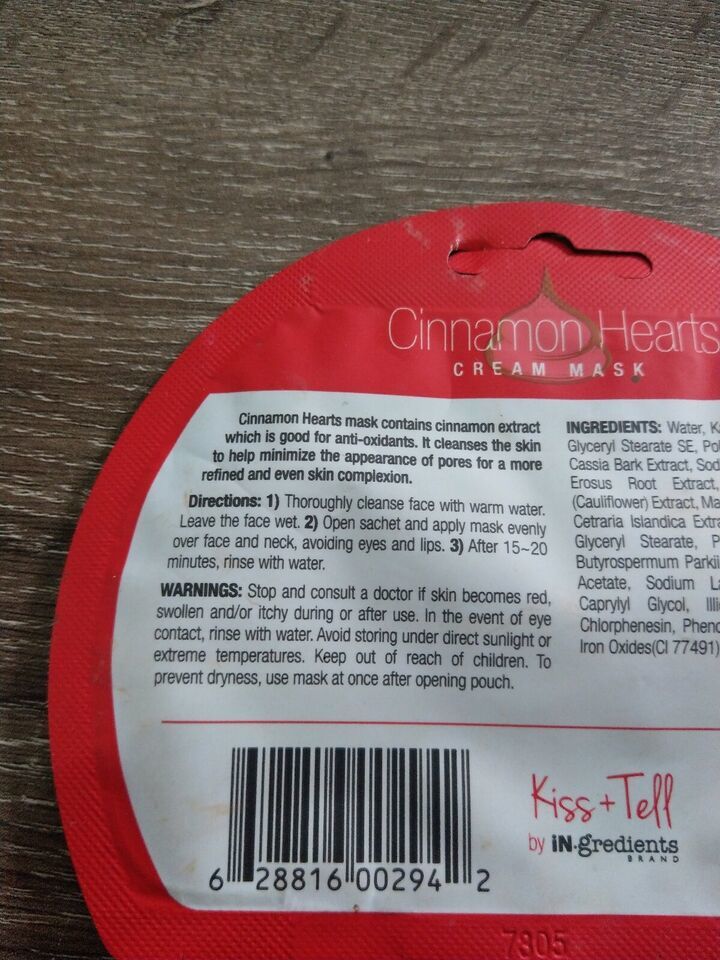 Cinnamon Hearts
CREAM MASK
Cinnamon Hearts mask contains cinnamon extract
which is good for anti-oxidants. It cleanses the skin
to help minimize the appearance of pores for a more
refined and even skin complexion.
Directions: 1) Thoroughly cleanse face with warm water.
Leave the face wet. 2) Open sachet and apply mask evenly
over face and neck, avoiding eyes and lips. 3) After 15~20
minutes, rinse with water.
WARNINGS: Stop and consult a doctor if skin becomes red,
swollen and/or itchy during or after use. In the event of eye
contact, rinse with water. Avoid storing under direct sunlight or
extreme temperatures. Keep out of reach of children. To
prevent dryness, use mask at once after opening pouch.
INGREDIENTS: Water,
Glyceryl Stearate SE,
Cassia Bark Extract,
Erosus Root Extract,
(Cauliflower) Extract,
Cetraria Islandica
Glyceryl Stearate,
Butyrospermum
Acetate, Sodium
Caprylyl Glycol,
Chlorphenesin,
Iron Oxides(CI 77491)
6 28816 00294 2
Kiss + Tell
by iN.gredients
BRAND
7305